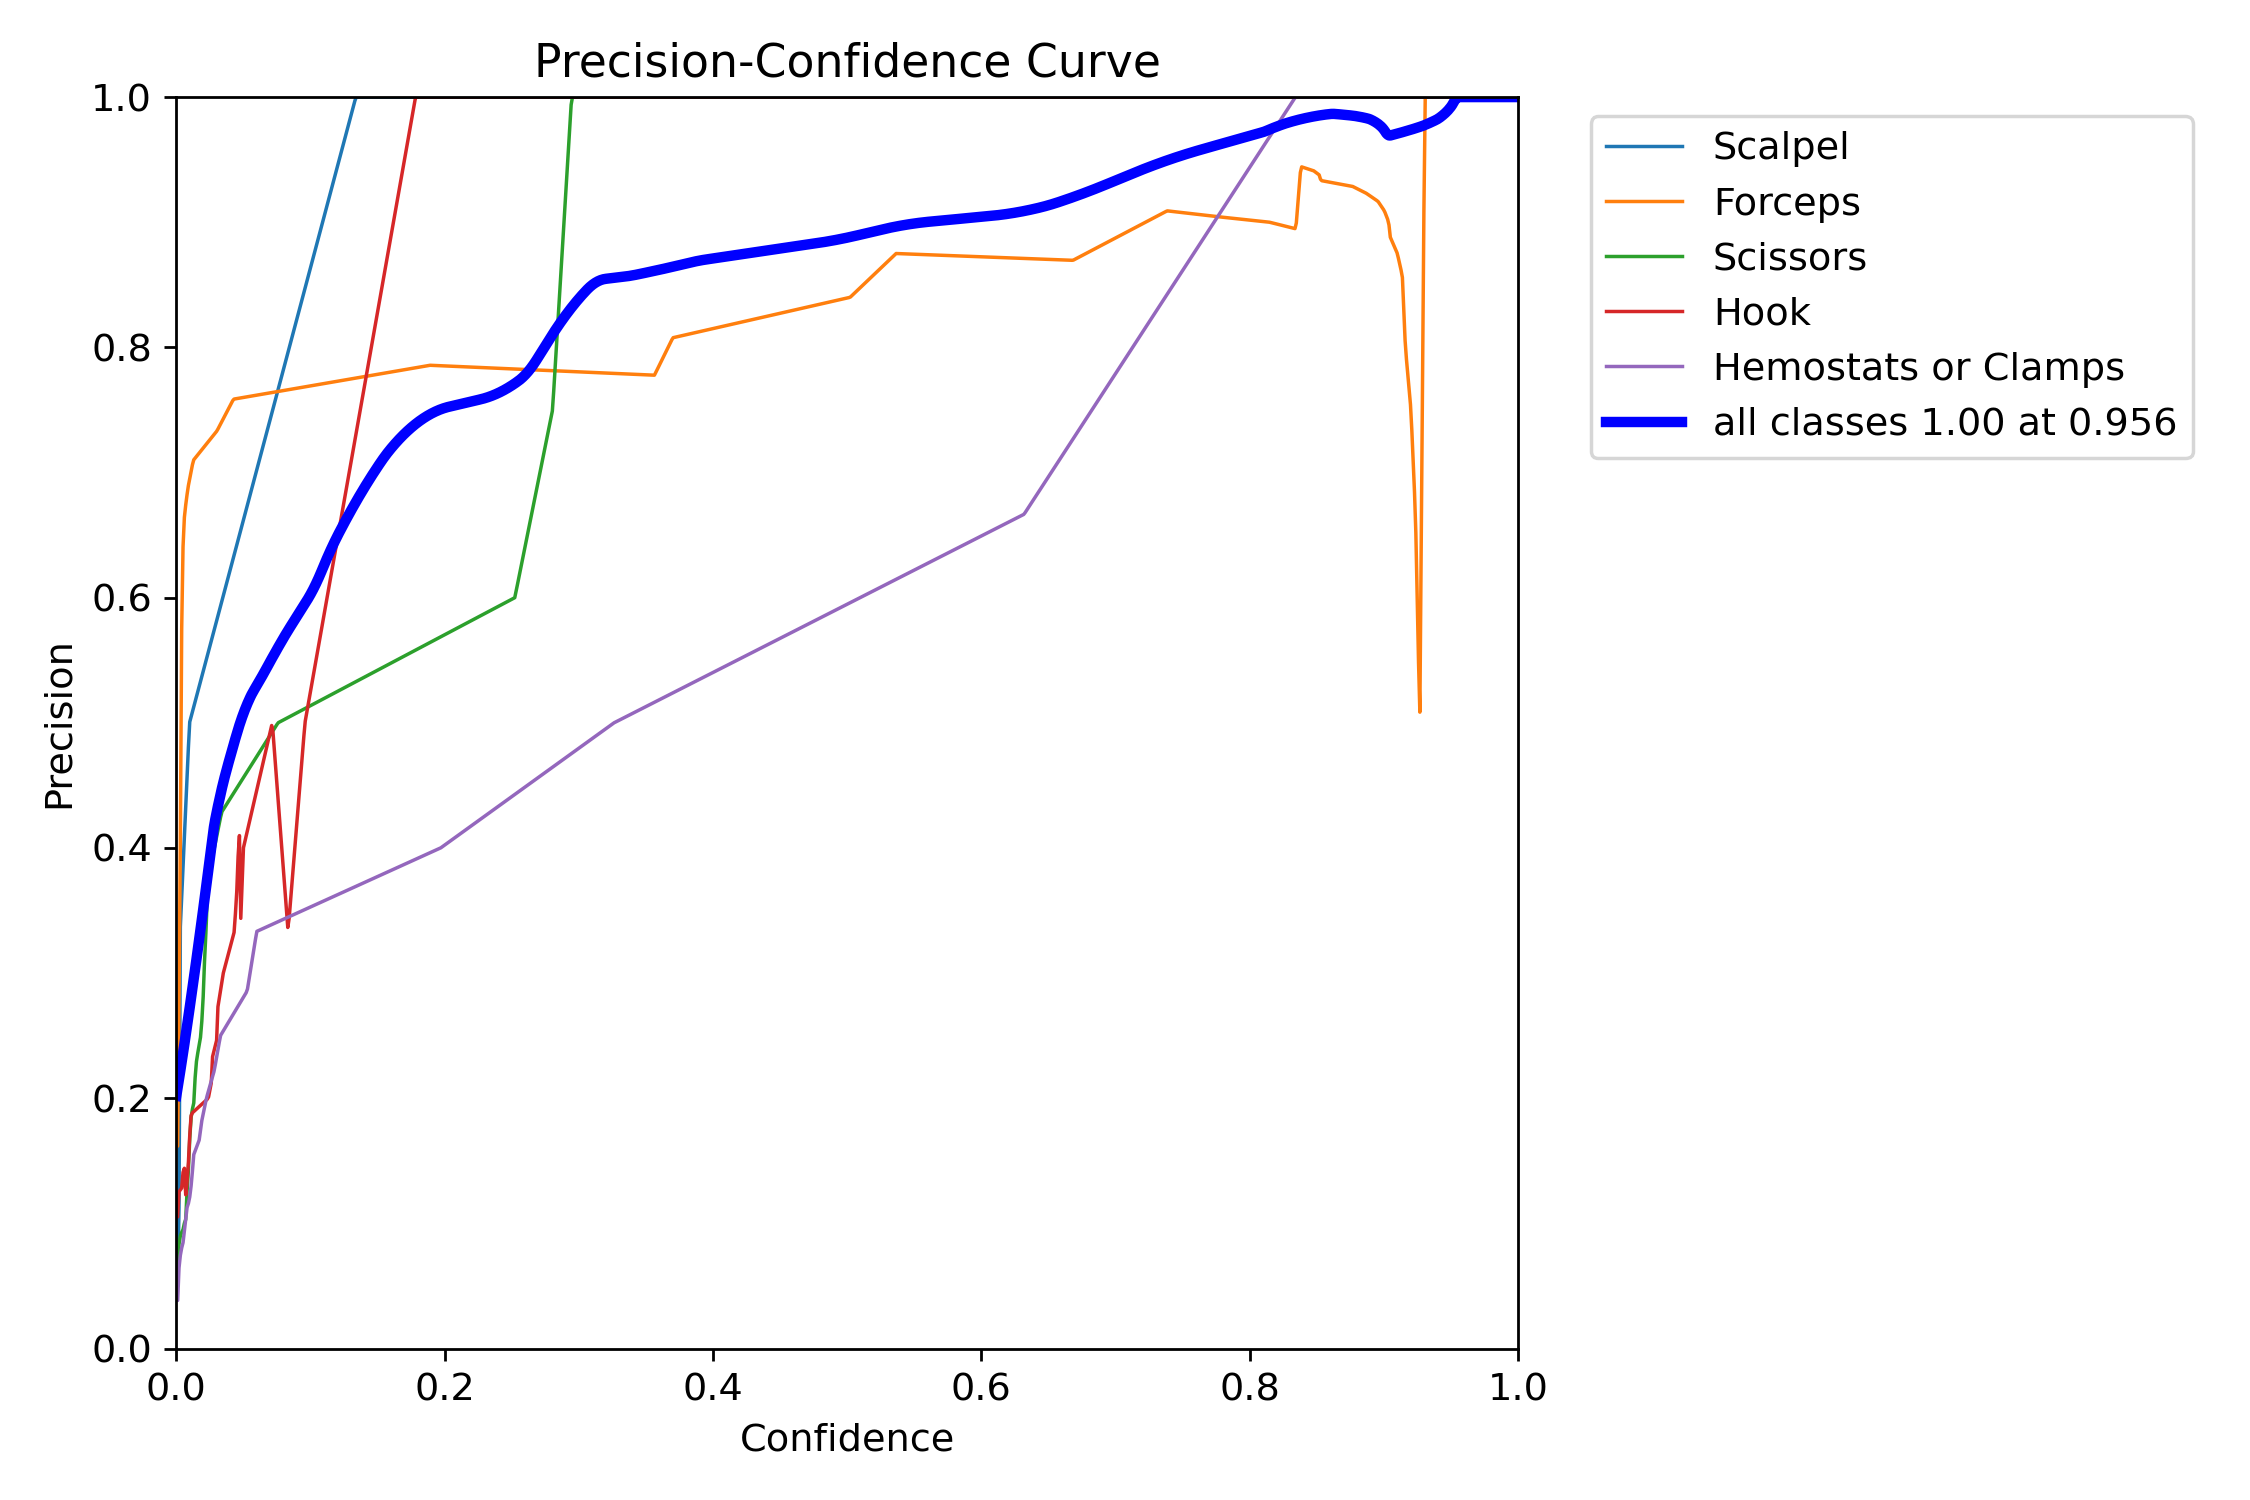 Precision-Confidence Curve
1.0
0.8
0.6
0.4
0.2
0.0
Precision
0.0 0.2 0.4 0.6 0.8 1.0
Confidence
Scalpel
Forceps
Scissors
Hook
Hemostats or Clamps
all classes 1.00 at 0.956